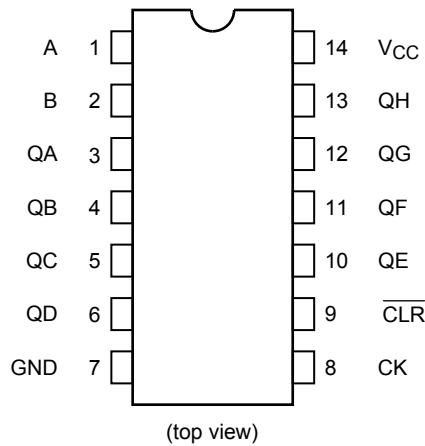 A 1 14 VCC
B 2 13 QH
QA 3 12 QG
QB 4 11 QF
QC 5 10 QE
QD 6 9 CLR
GND 7 8 CK
(top view)